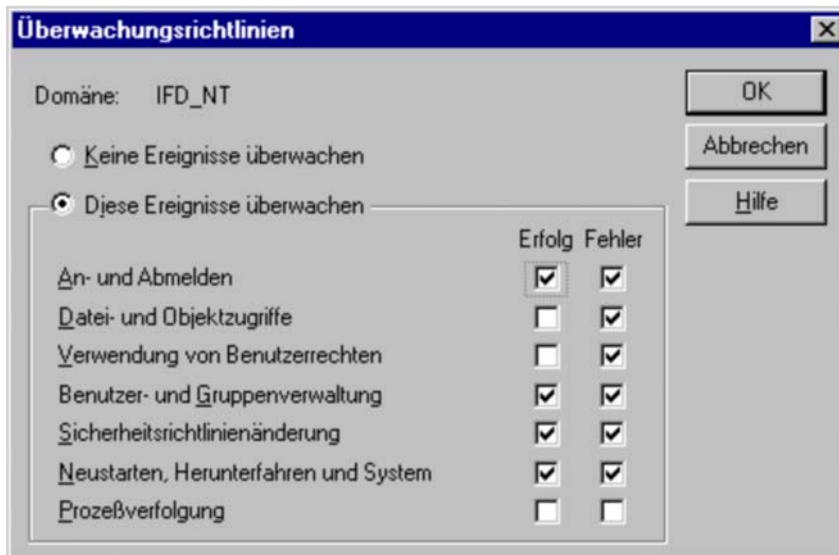 Überwachungsrichtlinien
Domäne: IFD_NT
OK
Keine Ereignisse überwachen
Abbrechen
Diese Ereignisse überwachen
Hilfe
Erfolg Fehler
An- und Abmelden
Datei- und Objektzugriffe
Verwendung von Benutzerrechten
Benutzer- und Gruppenverwaltung
Sicherheitsrichtlinienänderung
Neustarten, Herunterfahren und System
Prozeßverfolgung